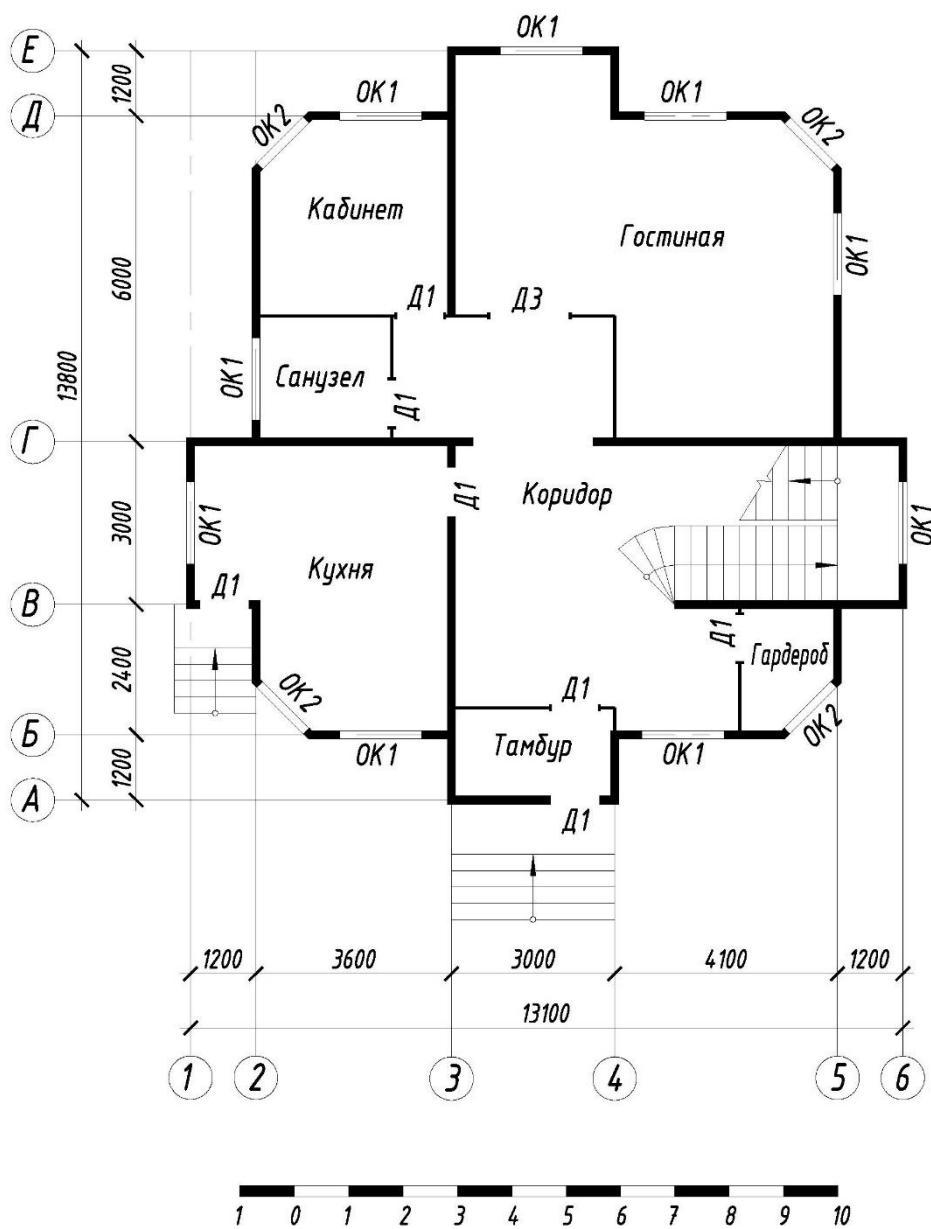 ОК1
Е
1200
ОК1
ОК1
Д
ОК2
ОК2
Кабинет
Гостиная
ОК1
6000
Д1
Д3
13800
Санузел
ОК1
Д1
Г
Коридор
Д1
ОК1
ОК1
3000
Кухня
Д1
В
Д1
Гардероб
2400
ОК2
Д1
ОК2
Б
Тамбур
ОК1
ОК1
1200
А
Д1
1200 3600 3000 4100 1200
13100
1 2 3 4 5 6
1 0 1 2 3 4 5 6 7 8 9 10